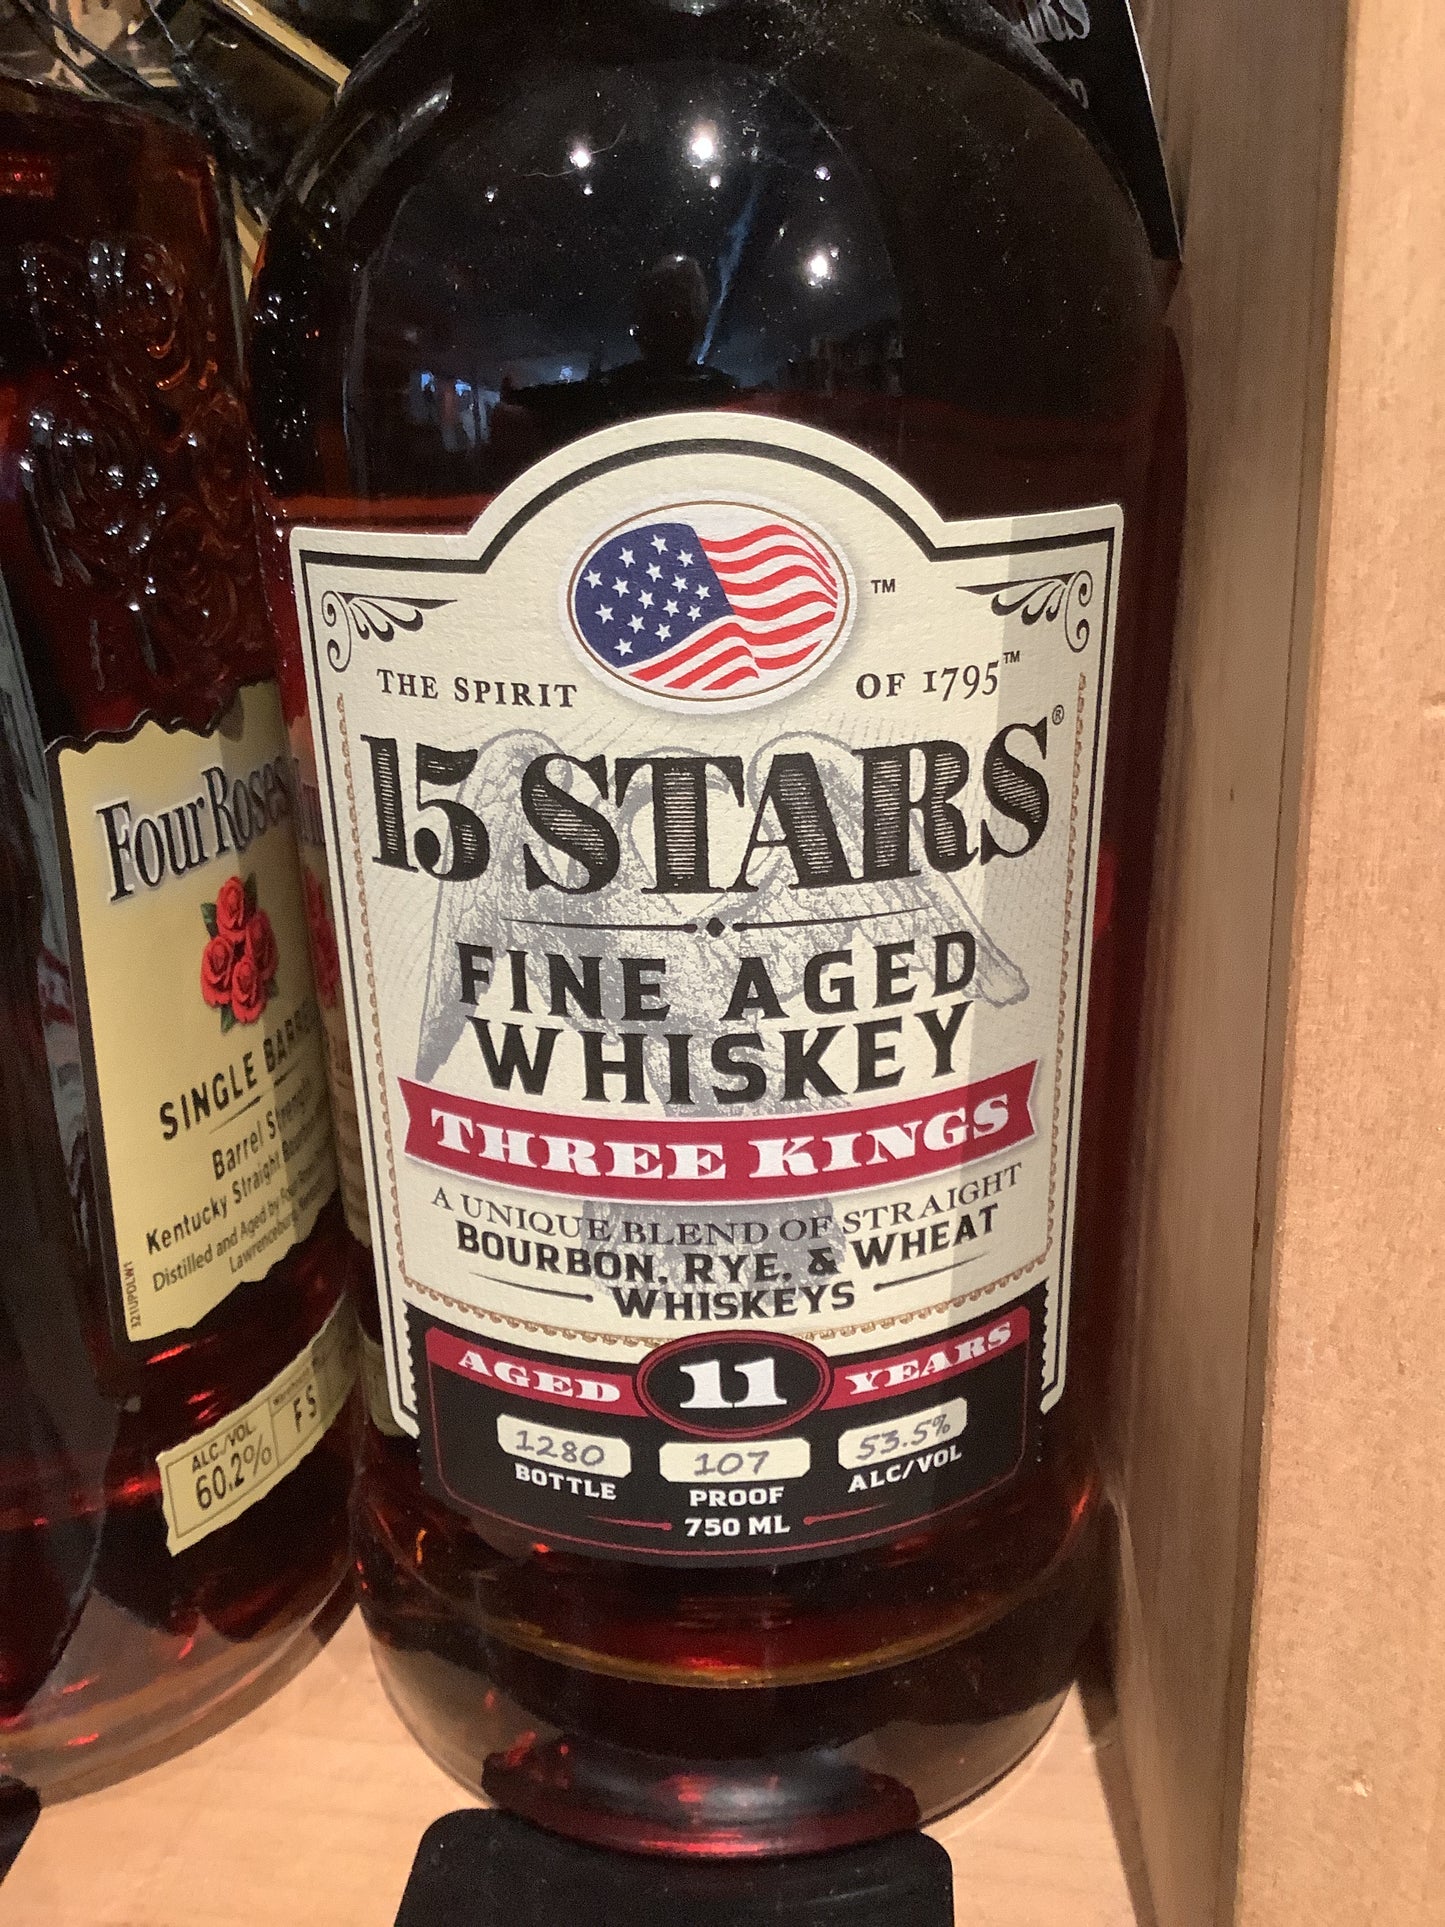 THE SPIRIT ™ OF 1795™
15 STARS®
FINE AGED
WHISKEY
THREE KINGS
A UNIQUE BLEND OF STRAIGHT
BOURBON, RYE, & WHEAT
WHISKEYS
AGED 11 YEARS
1280 107 53.5%
BOTTLE PROOF ALC/VOL
750 ML
Four Roses
SINGLE
Barrel
Kentucky Straight
Distilled and Aged by
321UPDLW1
ALC./VOL.
60.2%
FS